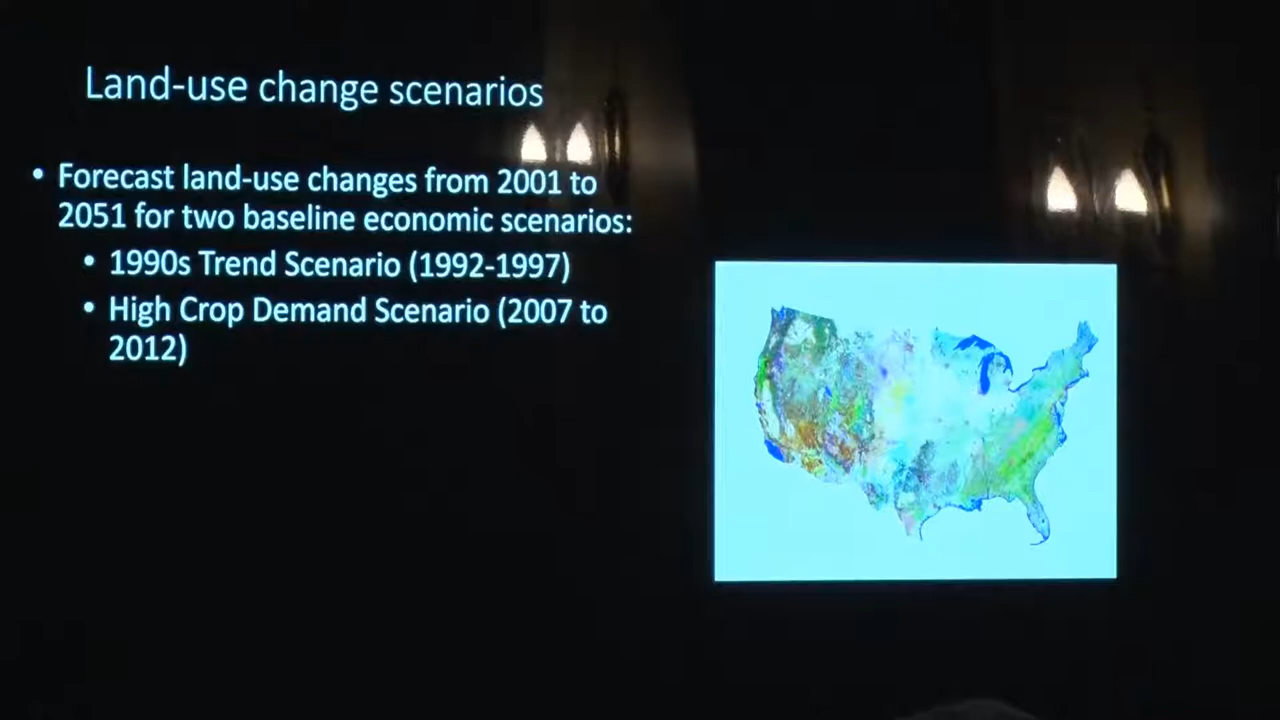 Land-use change scenarios
• Forecast land-use changes from 2001 to
2051 for two baseline economic scenarios:
• 1990s Trend Scenario (1992-1997)
• High Crop Demand Scenario (2007 to
2012)